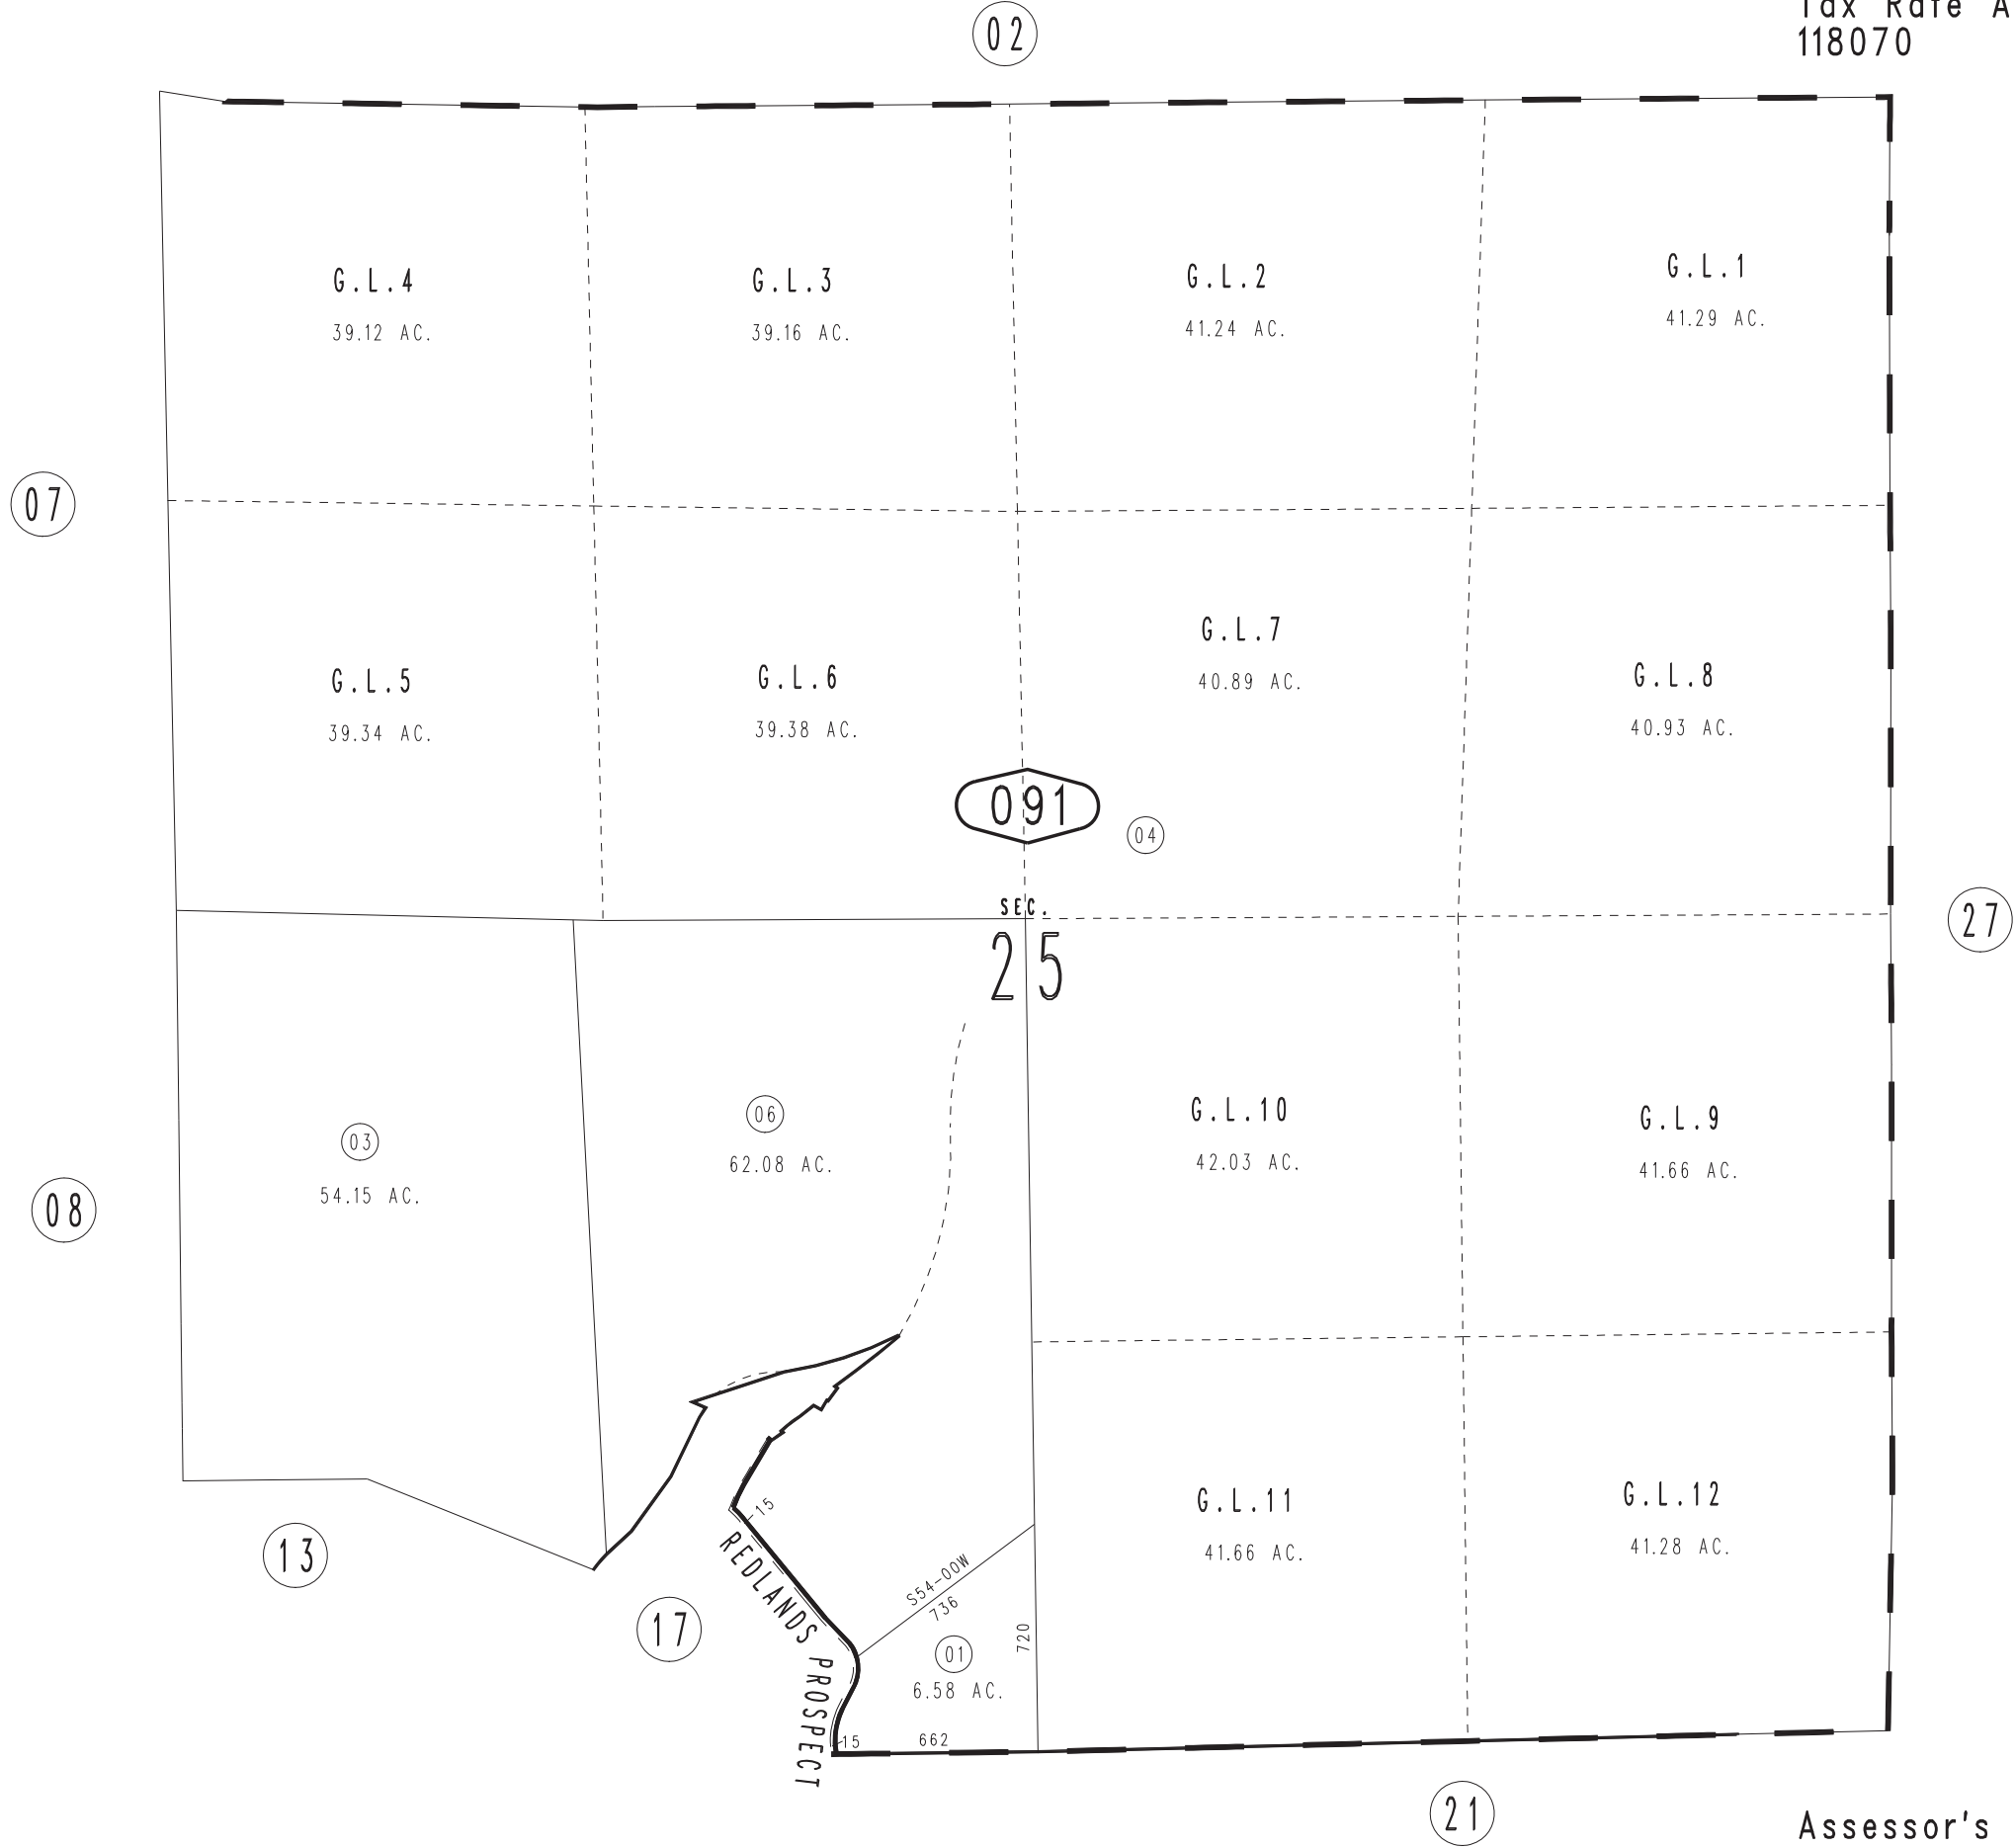 Tax Rate A
118070
02
G.L.4
39.12 AC.
G.L.3
39.16 AC.
G.L.2
41.24 AC.
G.L.1
41.29 AC.
07
G.L.5
39.34 AC.
G.L.6
39.38 AC.
G.L.7
40.89 AC.
G.L.8
40.93 AC.
091
04
SEC.
25
27
03
54.15 AC.
06
62.08 AC.
G.L.10
42.03 AC.
G.L.9
41.66 AC.
08
G.L.11
41.66 AC.
G.L.12
41.28 AC.
13
17
15
REDLANDS PROSPECT
S54-00W
736
720
01
6.58 AC.
15
662
21
Assessor's